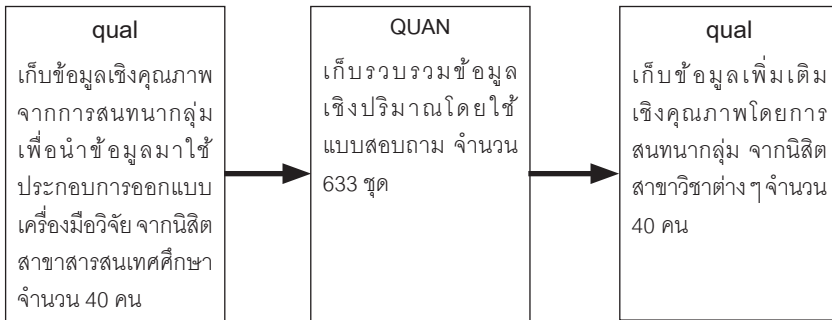 qual
เก็บข้อมูลเชิงคุณภาพ
จากการสนทนากลุ่ม
เพื่อนำข้อมูลมาใช้
ประกอบการออกแบบ
เครื่องมือวิจัย จากนิสิต
สาขาสารสนเทศศึกษา
จำนวน 40 คน
QUAN
เก็บรวบรวมข้อมูล
เชิงปริมาณโดยใช้
แบบสอบถาม จำนวน
633 ชุด
qual
เก็บข้อมูลเพิ่มเติม
เชิงคุณภาพโดยการ
สนทนากลุ่ม จากนิสิต
สาขาวิชาต่าง ๆ จำนวน
40 คน